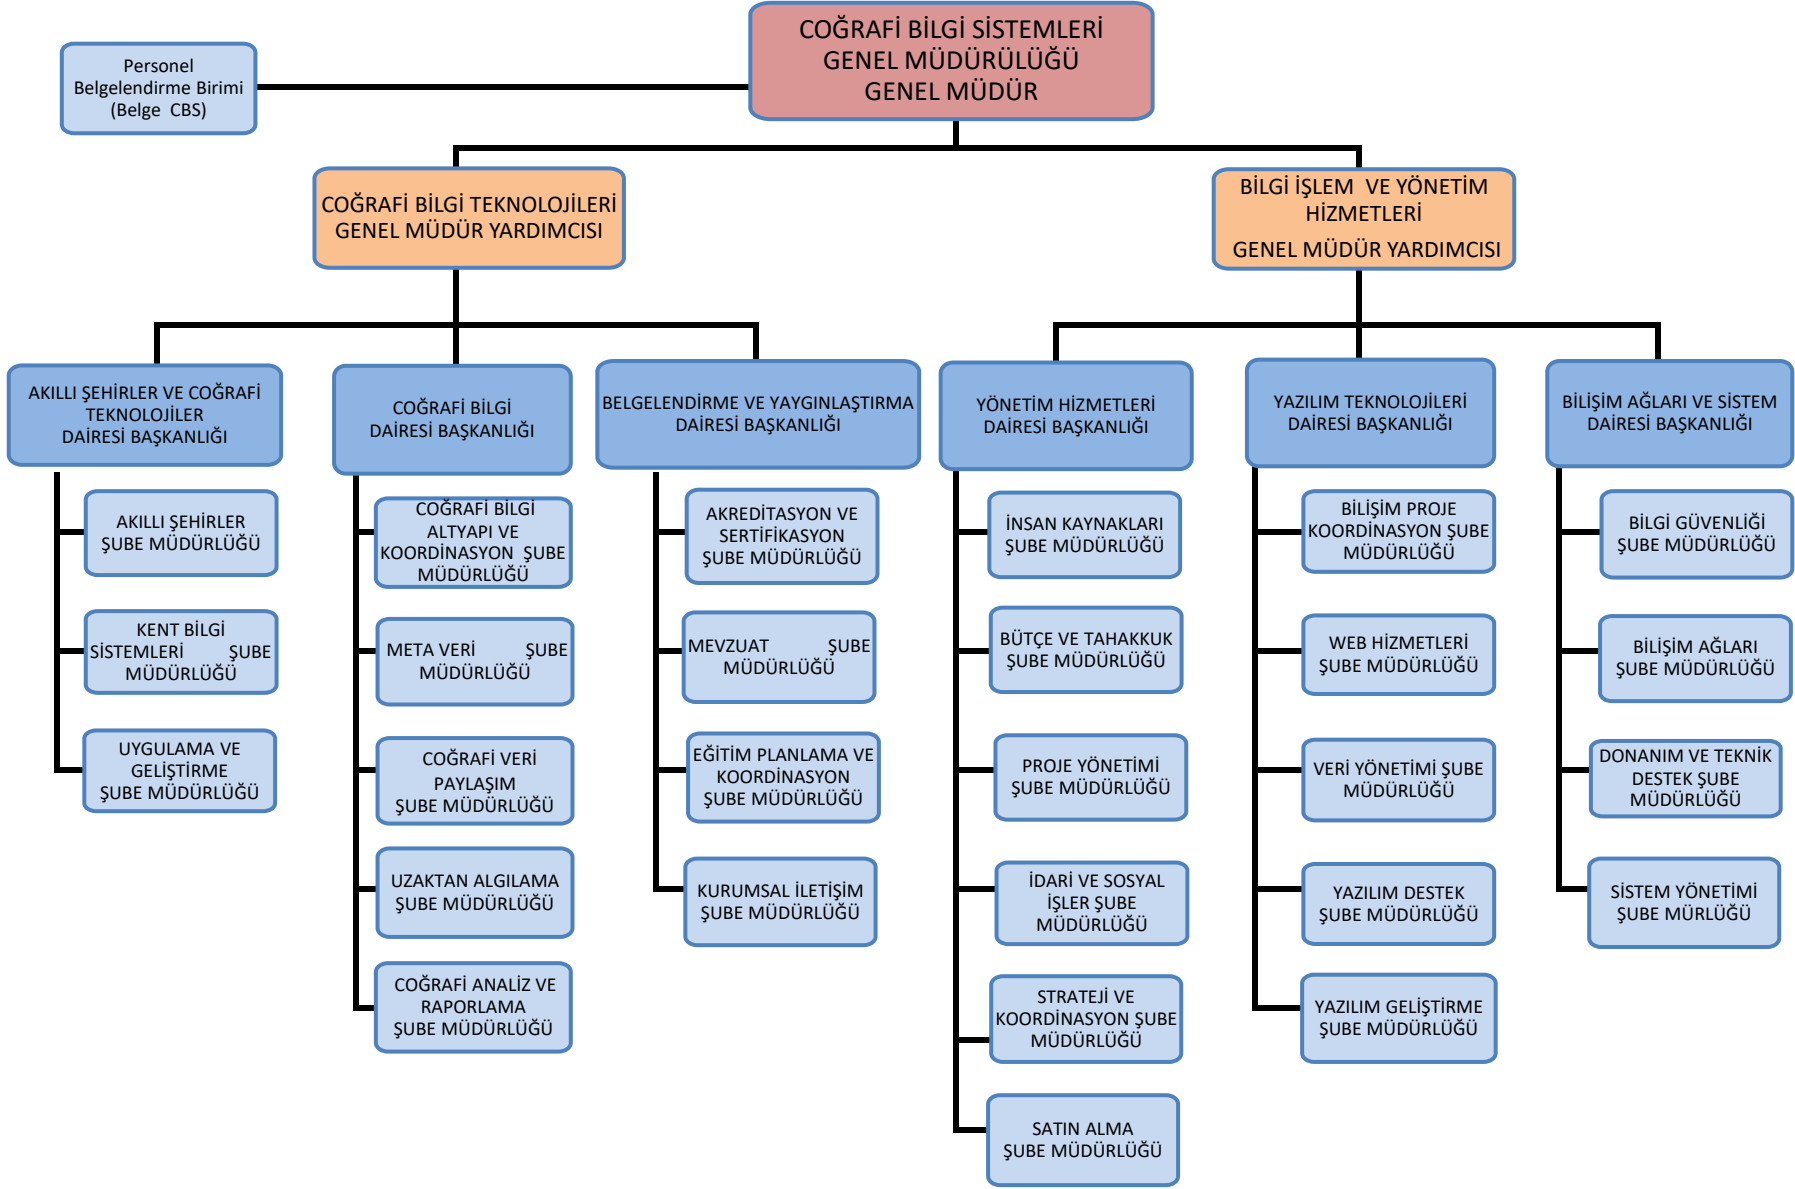 COĞRAFİ BİLGİ SİSTEMLERİ
GENEL MÜDÜRÜLÜĞÜ
GENEL MÜDÜR
Personel
Belgelendirme Birimi
(Belge CBS)
COĞRAFİ BİLGİ TEKNOLOJİLERİ
GENEL MÜDÜR YARDIMCISI
BİLGİ İŞLEM VE YÖNETİM
HİZMETLERİ
GENEL MÜDÜR YARDIMCISI
AKILLI ŞEHİRLER VE COĞRAFİ
TEKNOLOJİLER
DAİRESİ BAŞKANLIĞI
COĞRAFİ BİLGİ
DAİRESİ BAŞKANLIĞI
BELGELENDİRME VE YAYGINLAŞTIRMA
DAİRESİ BAŞKANLIĞI
YÖNETİM HİZMETLERİ
DAİRESİ BAŞKANLIĞI
YAZILIM TEKNOLOJİLERİ
DAİRESİ BAŞKANLIĞI
BİLİŞİM AĞLARI VE SİSTEM
DAİRESİ BAŞKANLIĞI
AKILLI ŞEHİRLER
ŞUBE MÜDÜRLÜĞÜ
KENT BİLGİ
SİSTEMLERİ ŞUBE
MÜDÜRLÜĞÜ
UYGULAMA VE
GELİŞTİRME
ŞUBE MÜDÜRLÜĞÜ
COĞRAFİ BİLGİ
ALTYAPI VE
KOORDİNASYON ŞUBE
MÜDÜRLÜĞÜ
META VERİ ŞUBE
MÜDÜRLÜĞÜ
COĞRAFİ VERİ
PAYLAŞIM
ŞUBE MÜDÜRLÜĞÜ
UZAKTAN ALGILAMA
ŞUBE MÜDÜRLÜĞÜ
COĞRAFİ ANALİZ VE
RAPORLAMA
ŞUBE MÜDÜRLÜĞÜ
AKREDİTASYON VE
SERTİFİKASYON
ŞUBE MÜDÜRLÜĞÜ
MEVZUAT ŞUBE
MÜDÜRLÜĞÜ
EĞİTİM PLANLAMA VE
KOORDİNASYON
ŞUBE MÜDÜRLÜĞÜ
KURUMSAL İLETİŞİM
ŞUBE MÜDÜRLÜĞÜ
İNSAN KAYNAKLARI
ŞUBE MÜDÜRLÜĞÜ
BÜTÇE VE TAHAKKUK
ŞUBE MÜDÜRLÜĞÜ
PROJE YÖNETİMİ
ŞUBE MÜDÜRLÜĞÜ
İDARİ VE SOSYAL
İŞLER ŞUBE
MÜDÜRLÜĞÜ
STRATEJİ VE
KOORDİNASYON ŞUBE
MÜDÜRLÜĞÜ
SATIN ALMA
ŞUBE MÜDÜRLÜĞÜ
BİLİŞİM PROJE
KOORDİNASYON ŞUBE
MÜDÜRLÜĞÜ
WEB HİZMETLERİ
ŞUBE MÜDÜRLÜĞÜ
VERİ YÖNETİMİ ŞUBE
MÜDÜRLÜĞÜ
YAZILIM DESTEK
ŞUBE MÜDÜRLÜĞÜ
YAZILIM GELİŞTİRME
ŞUBE MÜDÜRLÜĞÜ
BİLGİ GÜVENLİĞİ
ŞUBE MÜDÜRLÜĞÜ
BİLİŞİM AĞLARI
ŞUBE MÜDÜRLÜĞÜ
DONANIM VE TEKNİK
DESTEK ŞUBE
MÜDÜRLÜĞÜ
SİSTEM YÖNETİMİ
ŞUBE MÜRLÜĞÜ